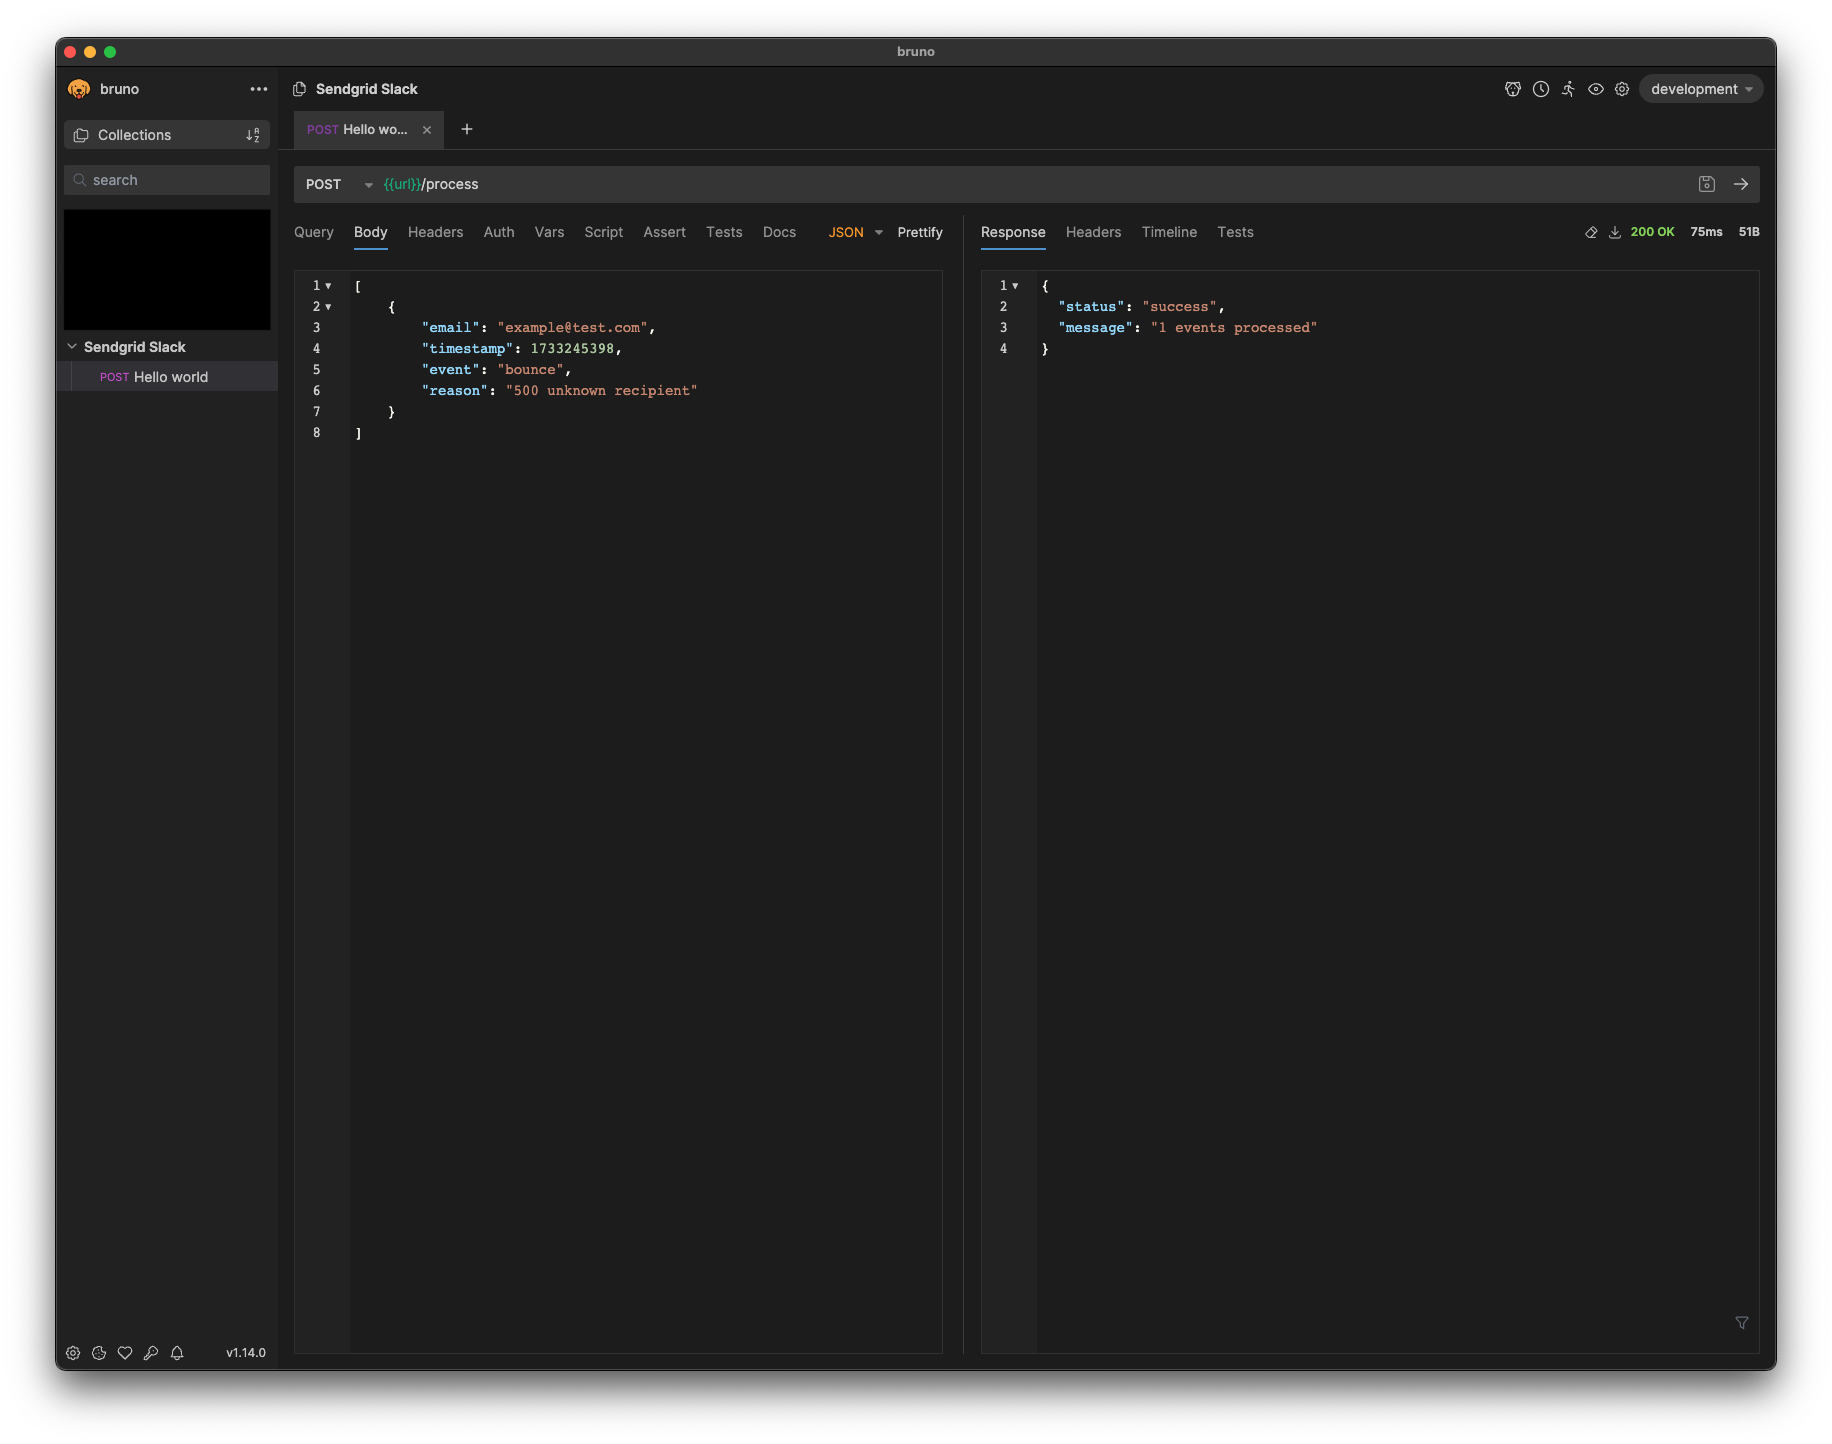 bruno
bruno
Collections
search
Sendgrid Slack
POST Hello world
v1.14.0
Sendgrid Slack
development
POST Hello wo...
POST {{url}}/process
Query Body Headers Auth Vars Script Assert Tests Docs JSON Prettify
1 [
2 {
3 "email": "example@test.com",
4 "timestamp": 1733245398,
5 "event": "bounce",
6 "reason": "500 unknown recipient"
7 }
8 ]
Response Headers Timeline Tests 200 OK 75ms 51B
1 {
2 "status": "success",
3 "message": "1 events processed"
4 }